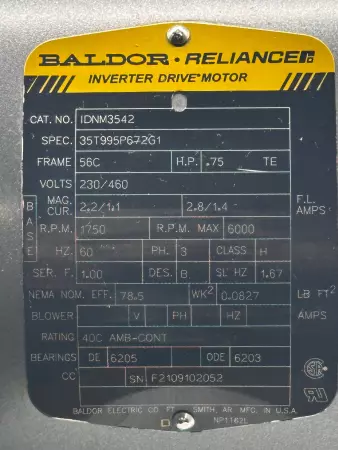 BALDOR · RELIANCE
INVERTER DRIVE MOTOR
CAT. NO. IDNM3542
SPEC. 35T995P672G1
FRAME 56C H.P. .75 TE
VOLTS 230/460
MAG. CUR. 2.2/1.1 2.8/1.4 F.L. AMPS
BASE
R.P.M. 1750 R.P.M. MAX 6000
HZ 60 PH. 3 CLASS H
SER. F. 1.00 DES. B SL HZ 1.67
NEMA NOM. EFF. 78.5 WK² 0.0827 LB FT²
BLOWER V PH HZ AMPS
RATING 40C AMB-CONT
BEARINGS DE 6205 ODE 6203
CC SN F2109102052
BALDOR ELECTRIC CO. FT. SMITH, AR. MFG. IN U.S.A.
NP1162L